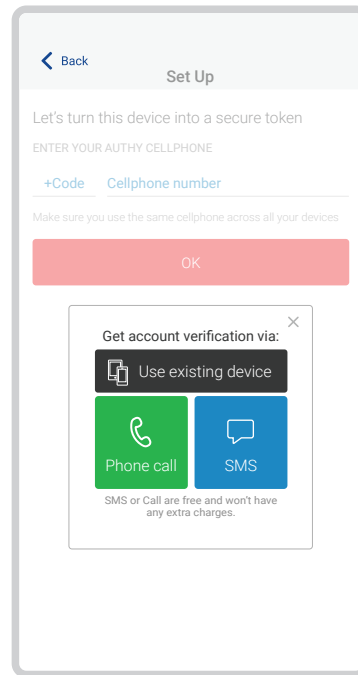 Back
Set Up
Let's turn this device into a secure token
ENTER YOUR AUTHY CELLPHONE
+Code Cellphone number
Make sure you use the same cellphone across all your devices
OK
Get account verification via:
Use existing device
Phone call SMS
SMS or Call are free and won't have
any extra charges.